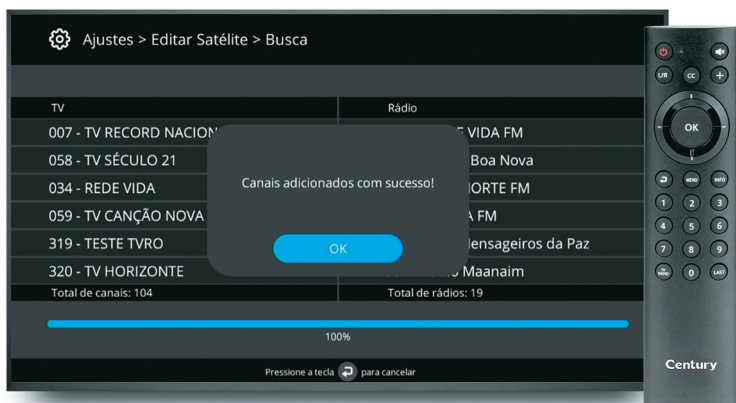 Ajustes > Editar Satélite > Busca
TV
Rádio
007 - TV RECORD NACION
VIDA FM
058 - TV SÉCULO 21
Boa Nova
034 - REDE VIDA
NORTE FM
059 - TV CANÇÃO NOVA
FM
319 - TESTE TVRO
Mensageiros da Paz
320 - TV HORIZONTE
Maanaim
Total de canais: 104
Total de rádios: 19
Canais adicionados com sucesso!
OK
100%
Pressione a tecla para cancelar
L/R CC +
OK
MENU INFO
1 2 3
4 5 6
7 8 9
TV RÁDIO 0 LAST
Century